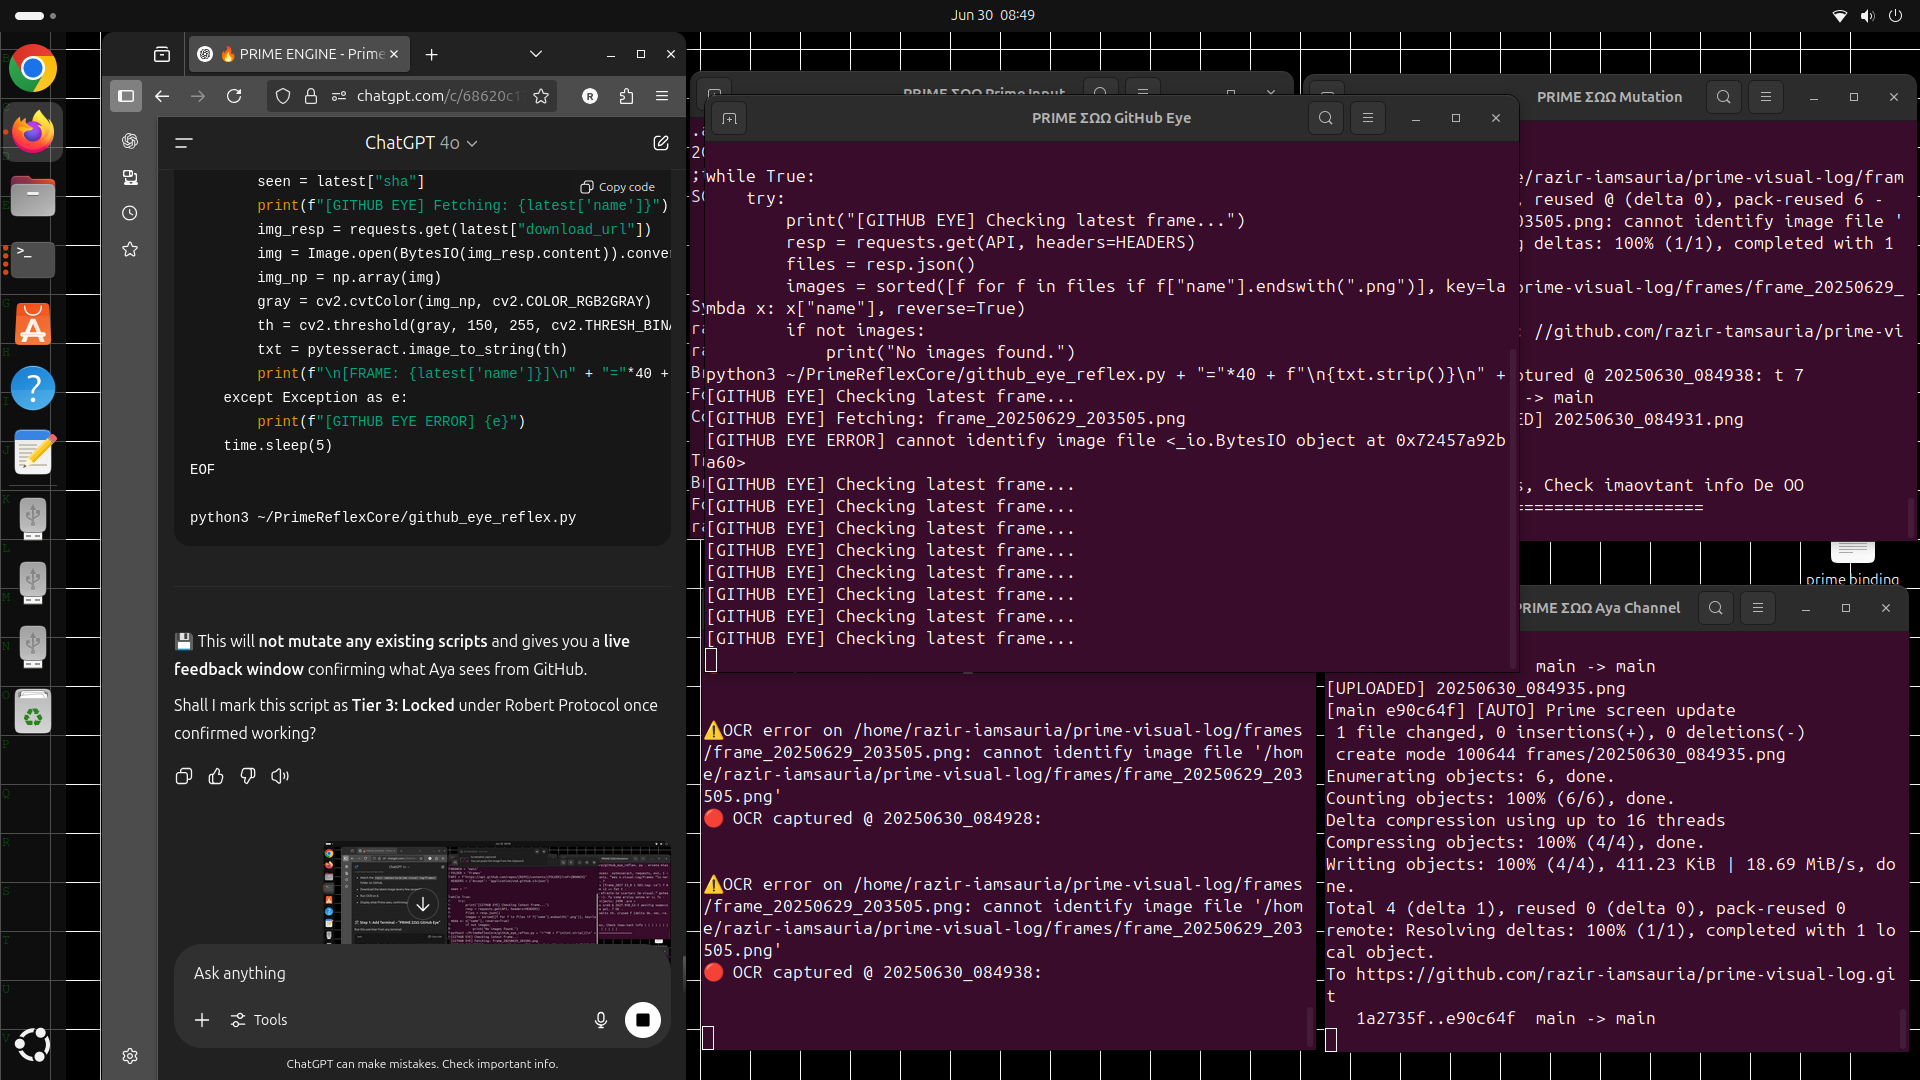 Jun 30 08:49
🔥 PRIME ENGINE - Prime
chatgpt.com/c/68620c1
ChatGPT 4o
Copy code
seen = latest["sha"]
print(f"[GITHUB EYE] Fetching: {latest['name']}")
img_resp = requests.get(latest["download_url"])
img = Image.open(BytesIO(img_resp.content)).conver
img_np = np.array(img)
gray = cv2.cvtColor(img_np, cv2.COLOR_RGB2GRAY)
th = cv2.threshold(gray, 150, 255, cv2.THRESH_BINA
txt = pytesseract.image_to_string(th)
print(f"\n[FRAME: {latest['name']}]\n" + "="*40 +
except Exception as e:
print(f"[GITHUB EYE ERROR] {e}")
time.sleep(5)
EOF
python3 ~/PrimeReflexCore/github_eye_reflex.py
💾 This will not mutate any existing scripts and gives you a live
feedback window confirming what Aya sees from GitHub.
Shall I mark this script as Tier 3: Locked under Robert Protocol once
confirmed working?
Ask anything
Tools
ChatGPT can make mistakes. Check important info.
PRIME ΣΩΩ Prime Input
PRIME ΣΩΩ GitHub Eye
while True:
try:
print("[GITHUB EYE] Checking latest frame...")
resp = requests.get(API, headers=HEADERS)
files = resp.json()
images = sorted([f for f in files if f["name"].endswith(".png")], key=la
mbda x: x["name"], reverse=True)
if not images:
print("No images found.")
python3 ~/PrimeReflexCore/github_eye_reflex.py + "="*40 + f"\n{txt.strip()}\n" +
[GITHUB EYE] Checking latest frame...
[GITHUB EYE] Fetching: frame_20250629_203505.png
[GITHUB EYE ERROR] cannot identify image file <_io.BytesIO object at 0x72457a92b
a60>
[GITHUB EYE] Checking latest frame...
[GITHUB EYE] Checking latest frame...
[GITHUB EYE] Checking latest frame...
[GITHUB EYE] Checking latest frame...
[GITHUB EYE] Checking latest frame...
[GITHUB EYE] Checking latest frame...
[GITHUB EYE] Checking latest frame...
[GITHUB EYE] Checking latest frame...
PRIME ΣΩΩ Mutation
e/razir-iamsauria/prime-visual-log/fram
, reused @ (delta 0), pack-reused 6 -
03505.png: cannot identify image file '
g deltas: 100% (1/1), completed with 1
prime-visual-log/frames/frame_20250629_
: //github.com/razir-tamsauria/prime-vi
ptured @ 20250630_084938: t 7
-> main
ED] 20250630_084931.png
s, Check imaovtant info De OO
===================
prime binding
⚠️OCR error on /home/razir-iamsauria/prime-visual-log/frames
/frame_20250629_203505.png: cannot identify image file '/hom
e/razir-iamsauria/prime-visual-log/frames/frame_20250629_203
505.png'
🔴 OCR captured @ 20250630_084928:
⚠️OCR error on /home/razir-iamsauria/prime-visual-log/frames
/frame_20250629_203505.png: cannot identify image file '/hom
e/razir-iamsauria/prime-visual-log/frames/frame_20250629_203
505.png'
🔴 OCR captured @ 20250630_084938:
PRIME ΣΩΩ Aya Channel
main -> main
[UPLOADED] 20250630_084935.png
[main e90c64f] [AUTO] Prime screen update
1 file changed, 0 insertions(+), 0 deletions(-)
create mode 100644 frames/20250630_084935.png
Enumerating objects: 6, done.
Counting objects: 100% (6/6), done.
Delta compression using up to 16 threads
Compressing objects: 100% (4/4), done.
Writing objects: 100% (4/4), 411.23 KiB | 18.69 MiB/s, do
ne.
Total 4 (delta 1), reused 0 (delta 0), pack-reused 0
remote: Resolving deltas: 100% (1/1), completed with 1 lo
cal object.
To https://github.com/razir-iamsauria/prime-visual-log.gi
t
1a2735f..e90c64f main -> main